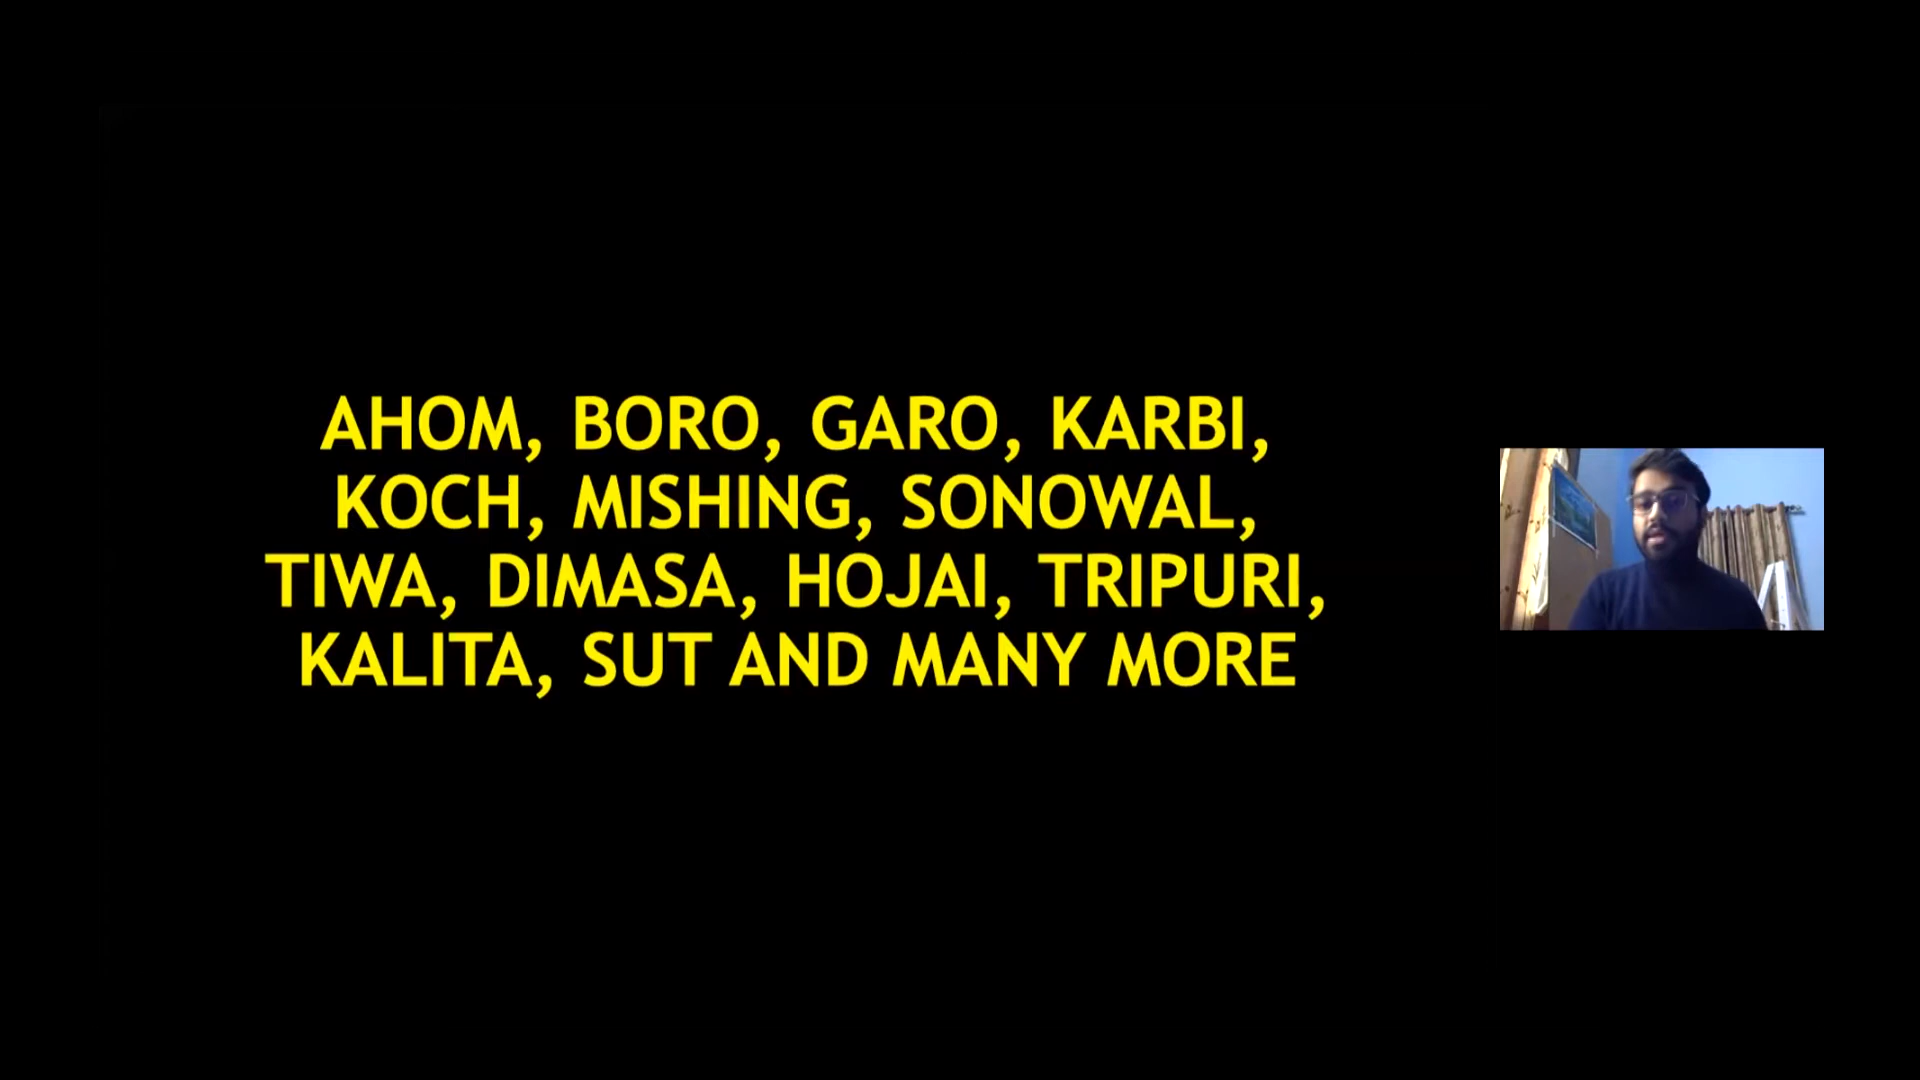 AHOM, BORO, GARO, KARBI,
KOCH, MISHING, SONOWAL,
TIWA, DIMASA, HOJAI, TRIPURI,
KALITA, SUT AND MANY MORE